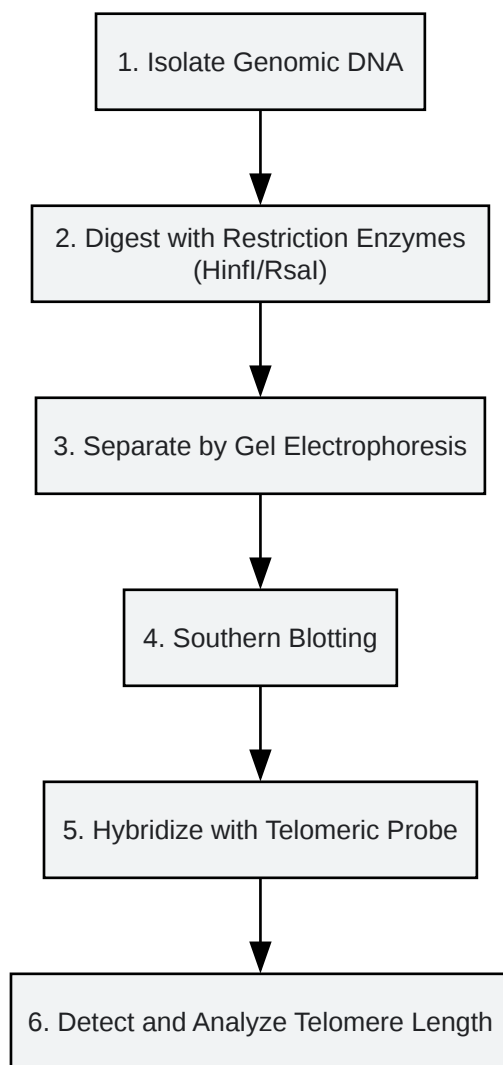 1. Isolate Genomic DNA
2. Digest with Restriction Enzymes
(HinfI/RsaI)
3. Separate by Gel Electrophoresis
4. Southern Blotting
5. Hybridize with Telomeric Probe
6. Detect and Analyze Telomere Length